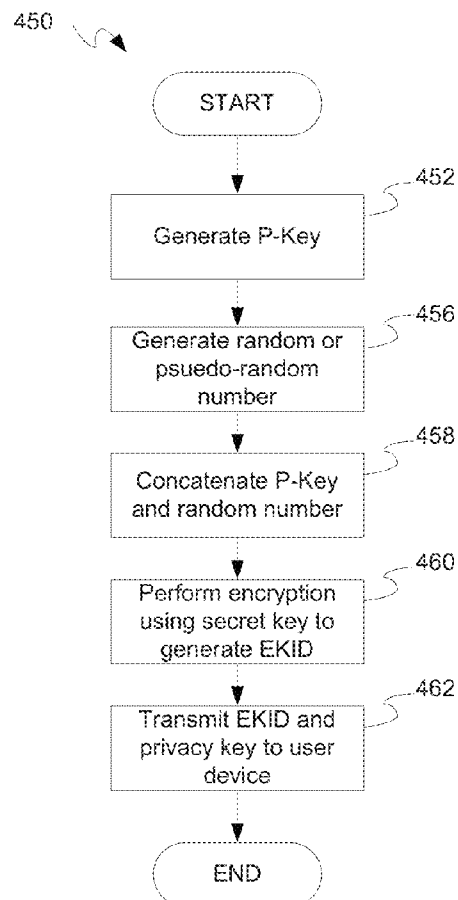 450
START
452
Generate P-Key
456
Generate random or
psuedo-random
number
458
Concatenate P-Key
and random number
460
Perform encryption
using secret key to
generate EKID
462
Transmit EKID and
privacy key to user
device
END